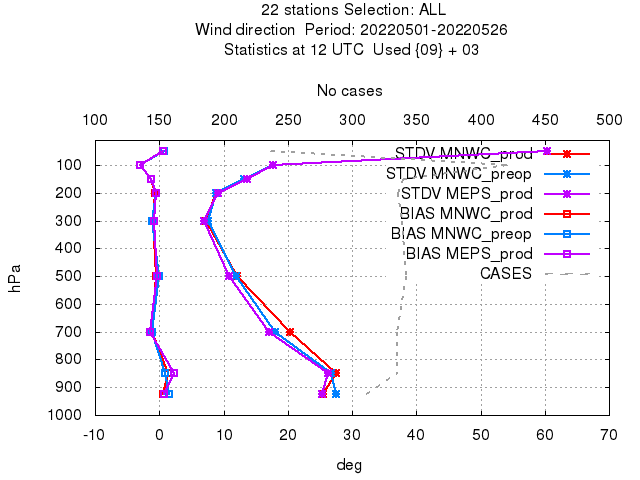 22 stations Selection: ALL
Wind direction  Period: 20220501-20220526
Statistics at 12 UTC  Used {09} + 03
No cases
100 150 200 250 300 350 400 450 500
STDV MNWC_prod
100
STDV MNWC_preop
200
STDV MEPS_prod
BIAS MNWC_prod
300
BIAS MNWC_preop
400
BIAS MEPS_prod
500
CASES
600
700
800
900
1000
hPa
-10 0 10 20 30 40 50 60 70
deg